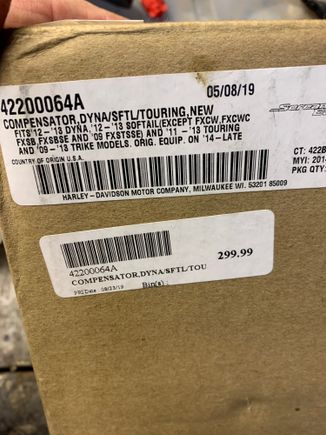 42200064A 05/08/19
COMPENSATOR,DYNA/SFTL/TOURING,NEW
FITS '12-'13 DYNA,'12-'13 SOFTAIL(EXCEPT FXCW,FXCWC
FXSB,FXSBSE AND '09 FXSTSSE) AND '11-'13 TOURING
AND '09-'13 TRIKE MODELS. ORIG. EQUIP. ON '14-LATE
COUNTRY OF ORIGIN U.S.A.
CT: 422B
MYI: 201
PKG QTY:
HARLEY-DAVIDSON MOTOR COMPANY, MILWAUKEE WI. 53201 85009
42200064A 299.99
COMPENSATOR,DYNA/SFTL/TOU
Bin(s):